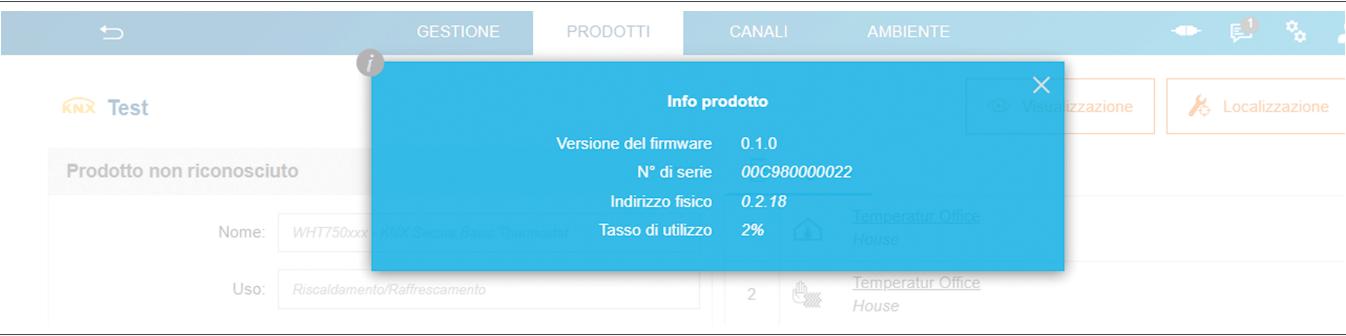 GESTIONE PRODOTTI CANALI AMBIENTE 1
i
Info prodotto
KNX Test Visualizzazione Localizzazione
Versione del firmware 0.1.0
Prodotto non riconosciuto N° di serie 00C980000022
Indirizzo fisico 0.2.18
Temperatur Office
Nome: WHT750xxx - KNX Secure Basic Thermostat Tasso di utilizzo 2%
House
Uso: Riscaldamento/Raffrescamento 2 Temperatur Office
House